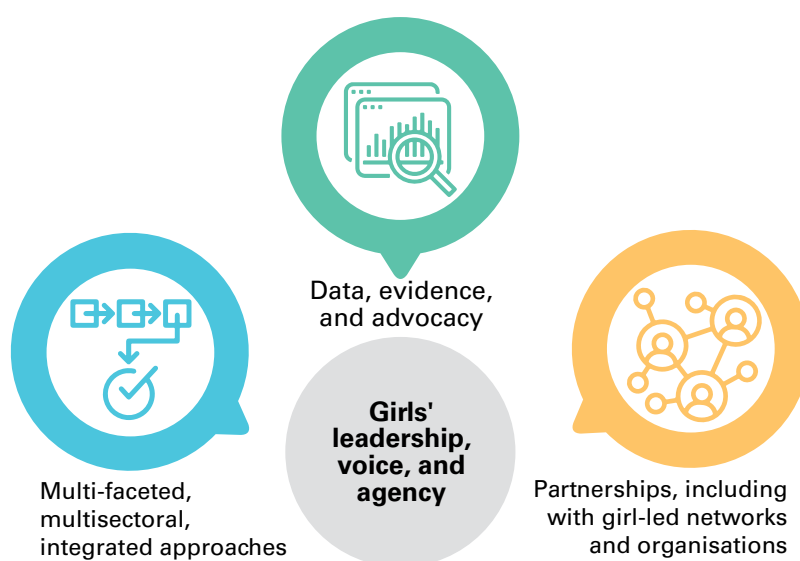 Data, evidence,
and advocacy
Girls'
leadership,
voice, and
agency
Multi-faceted,
multisectoral,
integrated approaches
Partnerships, including
with girl-led networks
and organisations